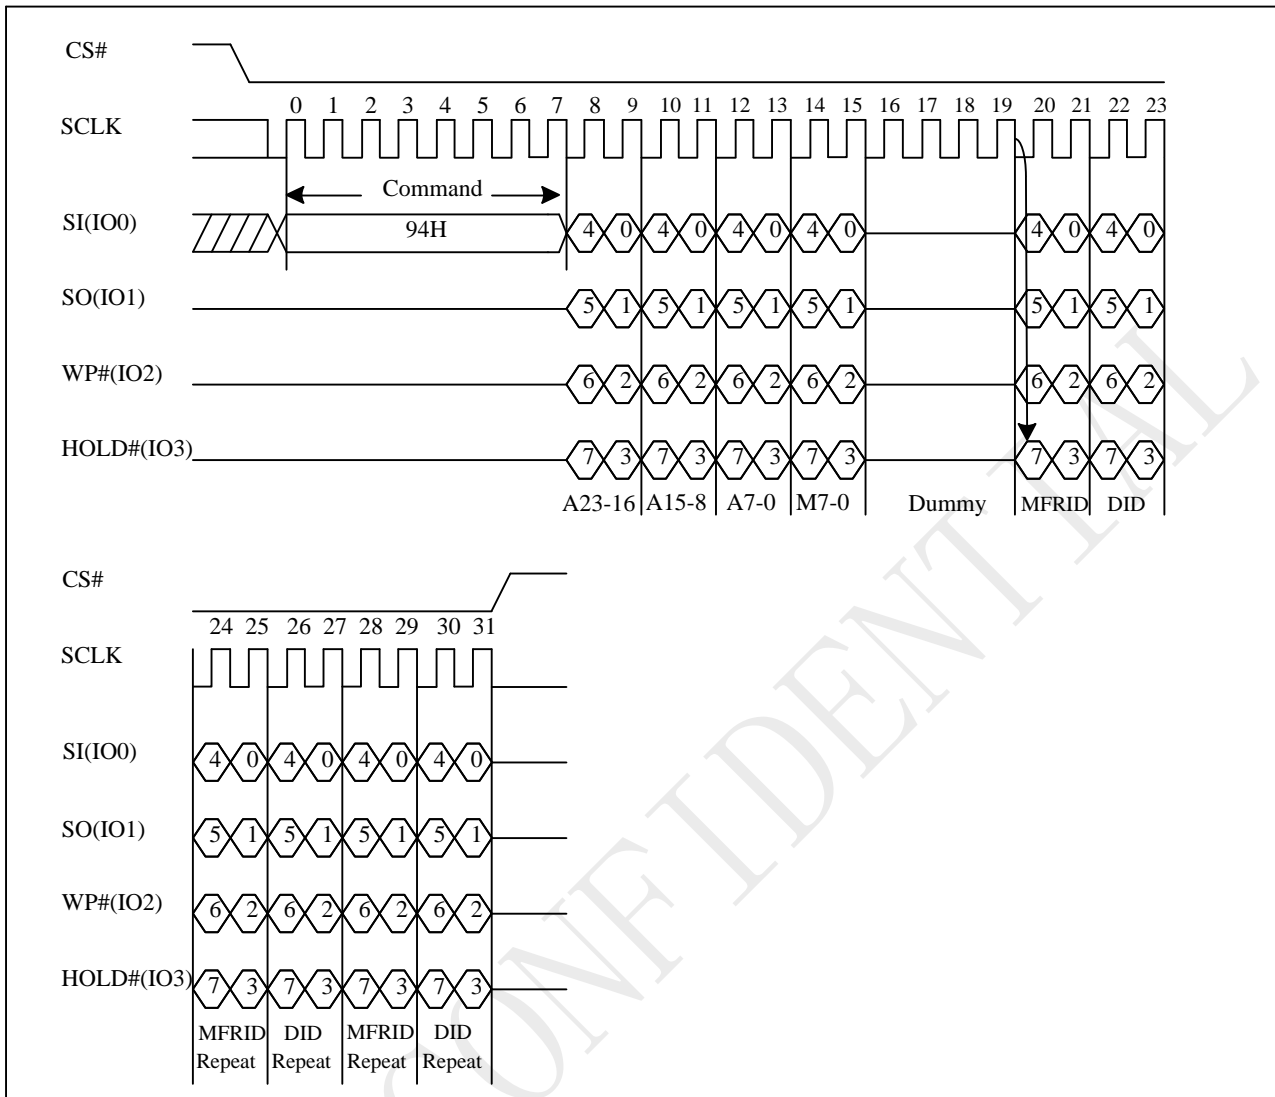 CS#
0 1 2 3 4 5 6 7 8 9 10 11 12 13 14 15 16 17 18 19 20 21 22 23
SCLK
Command
SI(IO0)
94H
4 0 4 0 4 0 4 0 4 0 4 0
SO(IO1)
5 1 5 1 5 1 5 1 5 1 5 1
WP#(IO2)
6 2 6 2 6 2 6 2 6 2 6 2
HOLD#(IO3)
7 3 7 3 7 3 7 3 7 3 7 3
A23-16 A15-8 A7-0 M7-0 Dummy MFRID DID
CS#
24 25 26 27 28 29 30 31
SCLK
SI(IO0)
4 0 4 0 4 0 4 0
SO(IO1)
5 1 5 1 5 1 5 1
WP#(IO2)
6 2 6 2 6 2 6 2
HOLD#(IO3)
7 3 7 3 7 3 7 3
MFRID DID MFRID DID
Repeat Repeat Repeat Repeat
CONFIDENTIAL